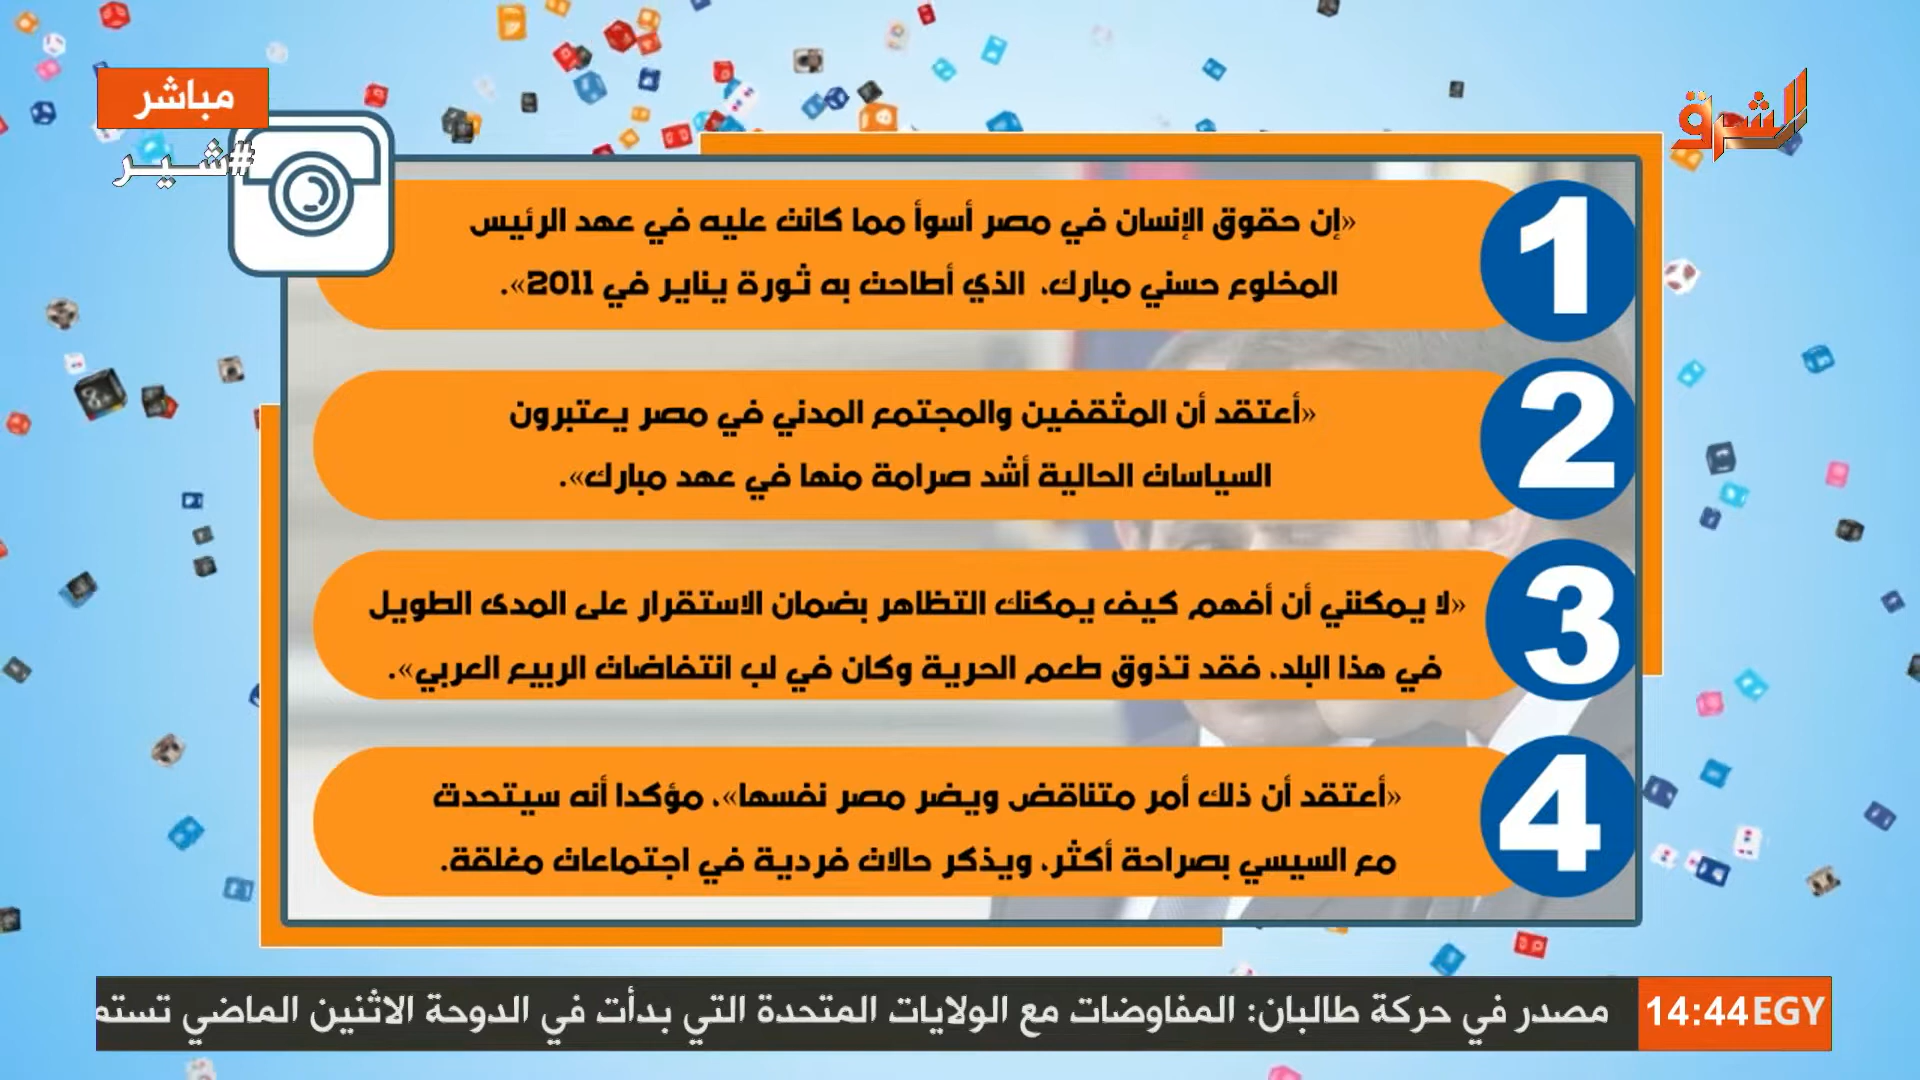 مباشر
#شير
الشرق
1
«إن حقوق الإنسان في مصر أسوأ مما كانت عليه في عهد الرئيس
المخلوع حسني مبارك، الذي أطاحت به ثورة يناير في 2011».
2
«أعتقد أن المثقفين والمجتمع المدني في مصر يعتبرون
السياسات الحالية أشد صرامة منها في عهد مبارك».
3
«لا يمكنني أن أفهم كيف يمكنك التظاهر بضمان الاستقرار على المدى الطويل
في هذا البلد، فقد تذوق طعم الحرية وكان في لب انتفاضات الربيع العربي».
4
«أعتقد أن ذلك أمر متناقض ويضر مصر نفسها»، مؤكدا أنه سيتحدث
مع السيسي بصراحة أكثر، ويذكر حالات فردية في اجتماعات مغلقة.
14:44EGY
مصدر في حركة طالبان: المفاوضات مع الولايات المتحدة التي بدأت في الدوحة الاثنين الماضي تستم